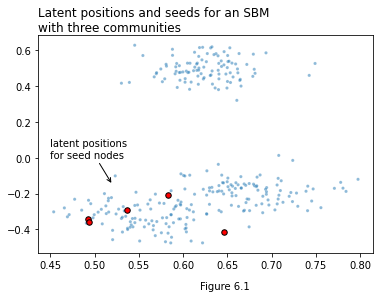 Latent positions and seeds for an SBM
with three communities
0.6
0.4
0.2
0.0
−0.2
−0.4
latent positions
for seed nodes
0.45 0.50 0.55 0.60 0.65 0.70 0.75 0.80
Figure 6.1